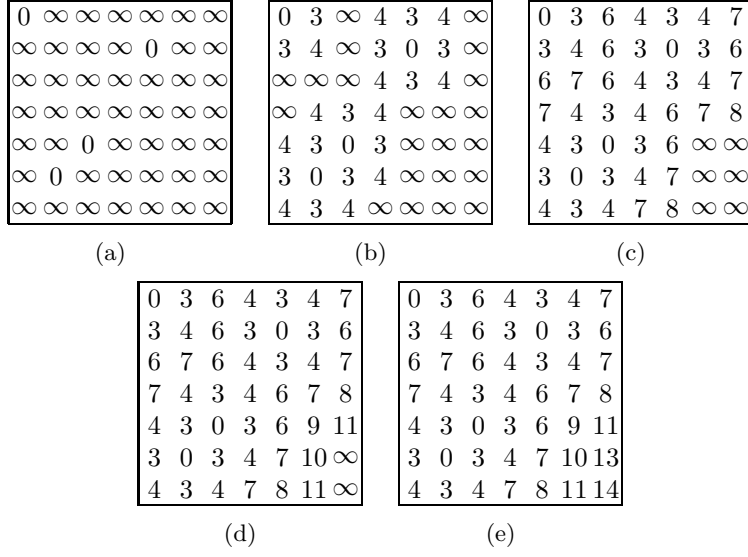 0 ∞ ∞ ∞ ∞ ∞ ∞
∞ ∞ ∞ ∞ 0 ∞ ∞
∞ ∞ ∞ ∞ ∞ ∞ ∞
∞ ∞ ∞ ∞ ∞ ∞ ∞
∞ ∞ 0 ∞ ∞ ∞ ∞
∞ 0 ∞ ∞ ∞ ∞ ∞
∞ ∞ ∞ ∞ ∞ ∞ ∞
(a)
0 3 ∞ 4 3 4 ∞
3 4 ∞ 3 0 3 ∞
∞ ∞ ∞ 4 3 4 ∞
∞ 4 3 4 ∞ ∞ ∞
4 3 0 3 ∞ ∞ ∞
3 0 3 4 ∞ ∞ ∞
4 3 4 ∞ ∞ ∞ ∞
(b)
0 3 6 4 3 4 7
3 4 6 3 0 3 6
6 7 6 4 3 4 7
7 4 3 4 6 7 8
4 3 0 3 6 ∞ ∞
3 0 3 4 7 ∞ ∞
4 3 4 7 8 ∞ ∞
(c)
0 3 6 4 3 4 7
3 4 6 3 0 3 6
6 7 6 4 3 4 7
7 4 3 4 6 7 8
4 3 0 3 6 9 11
3 0 3 4 7 10 ∞
4 3 4 7 8 11 ∞
(d)
0 3 6 4 3 4 7
3 4 6 3 0 3 6
6 7 6 4 3 4 7
7 4 3 4 6 7 8
4 3 0 3 6 9 11
3 0 3 4 7 10 13
4 3 4 7 8 11 14
(e)